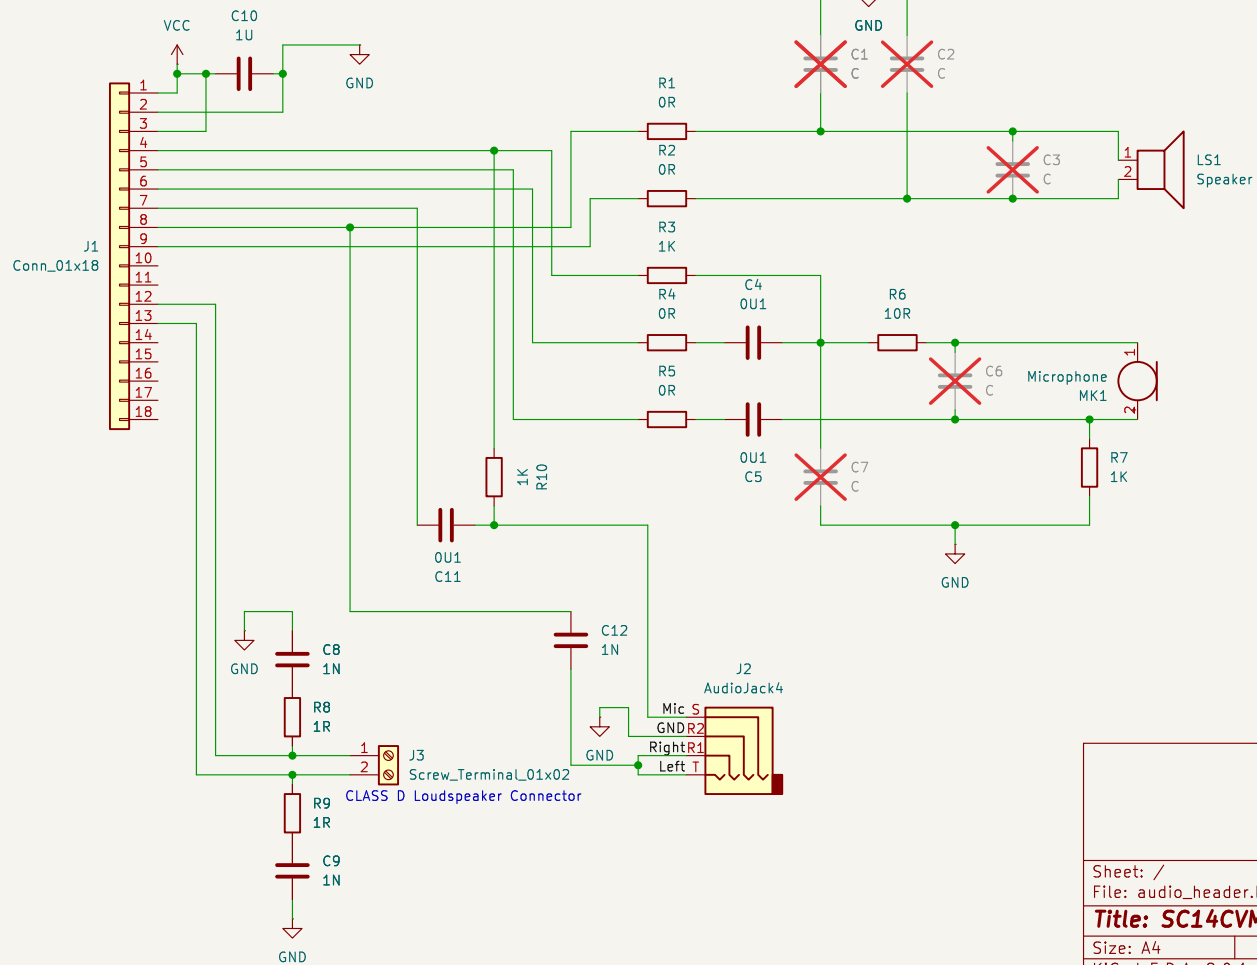 GND
C1
C
C2
C
VCC
C10
1U
GND
1
2
3
4
5
6
7
8
9
10
11
12
13
14
15
16
17
18
J1
Conn_01x18
R1
0R
R2
0R
R3
1K
R4
0R
R5
0R
C3
C
1
2
LS1
Speaker
C4
0U1
R6
10R
C6
C
Microphone
MK1
1
2
0U1
C5
C7
C
R7
1K
GND
1K
R10
0U1
C11
C12
1N
GND
C8
1N
R8
1R
1
2
J3
Screw_Terminal_01x02
CLASS D Loudspeaker Connector
R9
1R
C9
1N
GND
J2
AudioJack4
Mic S
GND R2
Right R1
Left T
GND
Sheet: /
File: audio_header.
Title: SC14CVM
Size: A4